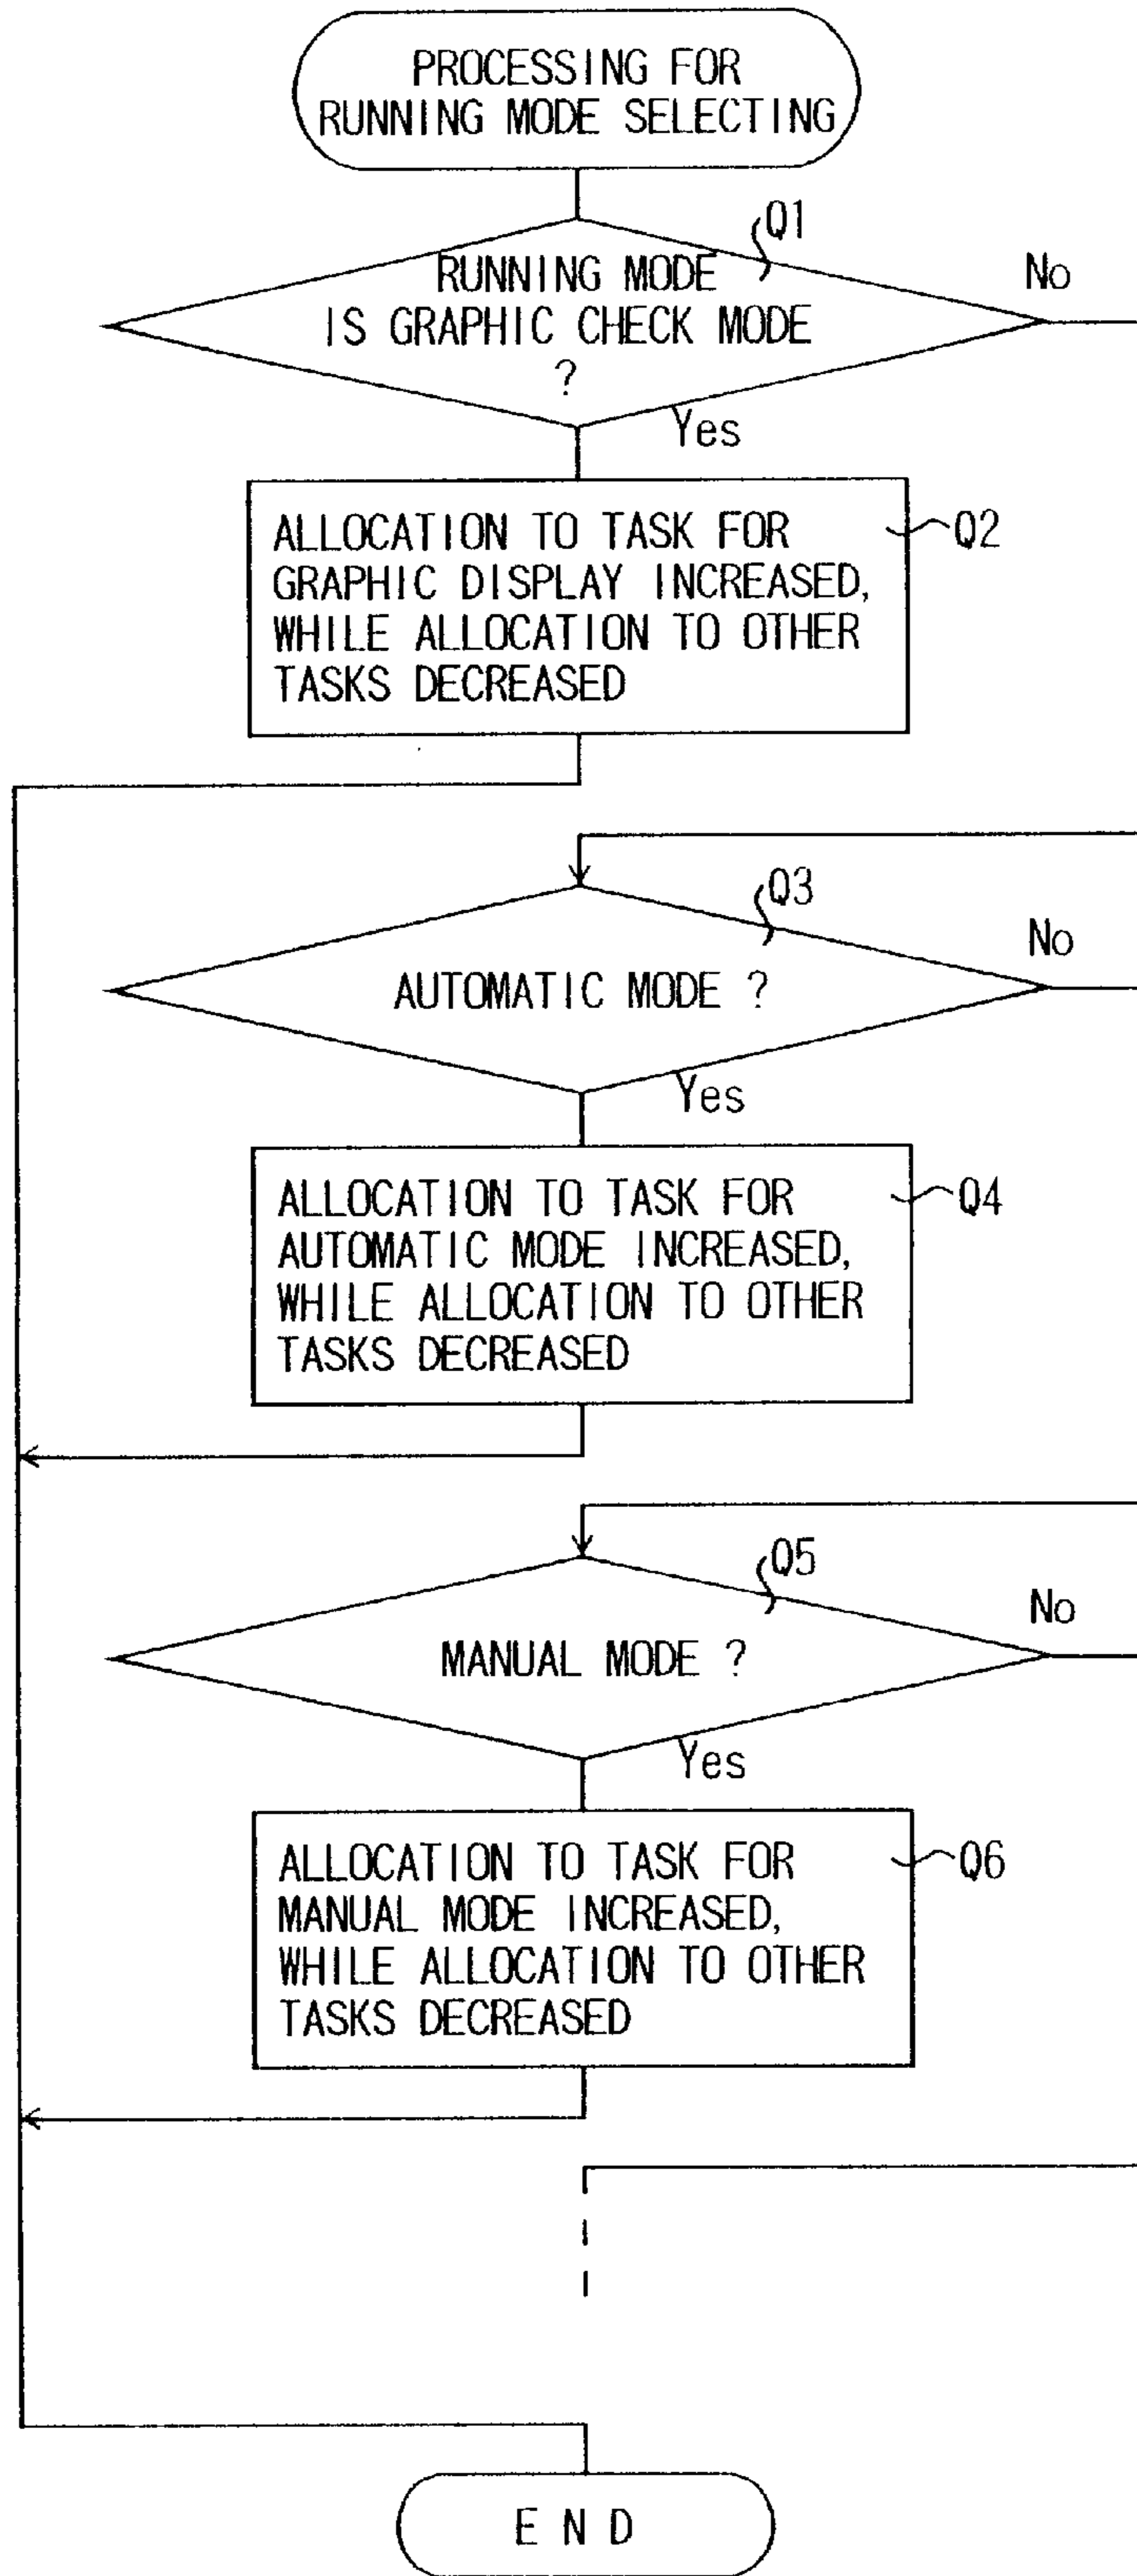 PROCESSING FOR
RUNNING MODE SELECTING
Q1
No
RUNNING MODE
IS GRAPHIC CHECK MODE
?
Yes
Q2
ALLOCATION TO TASK FOR
GRAPHIC DISPLAY INCREASED,
WHILE ALLOCATION TO OTHER
TASKS DECREASED
Q3
No
AUTOMATIC MODE ?
Yes
Q4
ALLOCATION TO TASK FOR
AUTOMATIC MODE INCREASED,
WHILE ALLOCATION TO OTHER
TASKS DECREASED
Q5
No
MANUAL MODE ?
Yes
Q6
ALLOCATION TO TASK FOR
MANUAL MODE INCREASED,
WHILE ALLOCATION TO OTHER
TASKS DECREASED
END